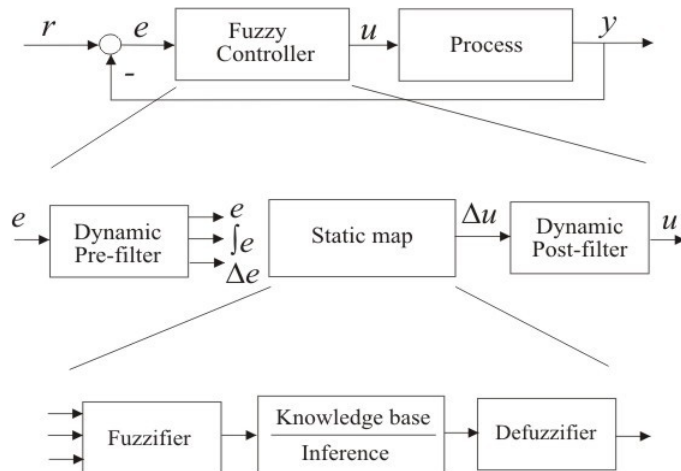 r
e
Fuzzy
Controller
u
Process
y
-
e
Dynamic
Pre-filter
e
∫e
Δe
Static map
Δu
Dynamic
Post-filter
u
Fuzzifier
Knowledge base
Inference
Defuzzifier